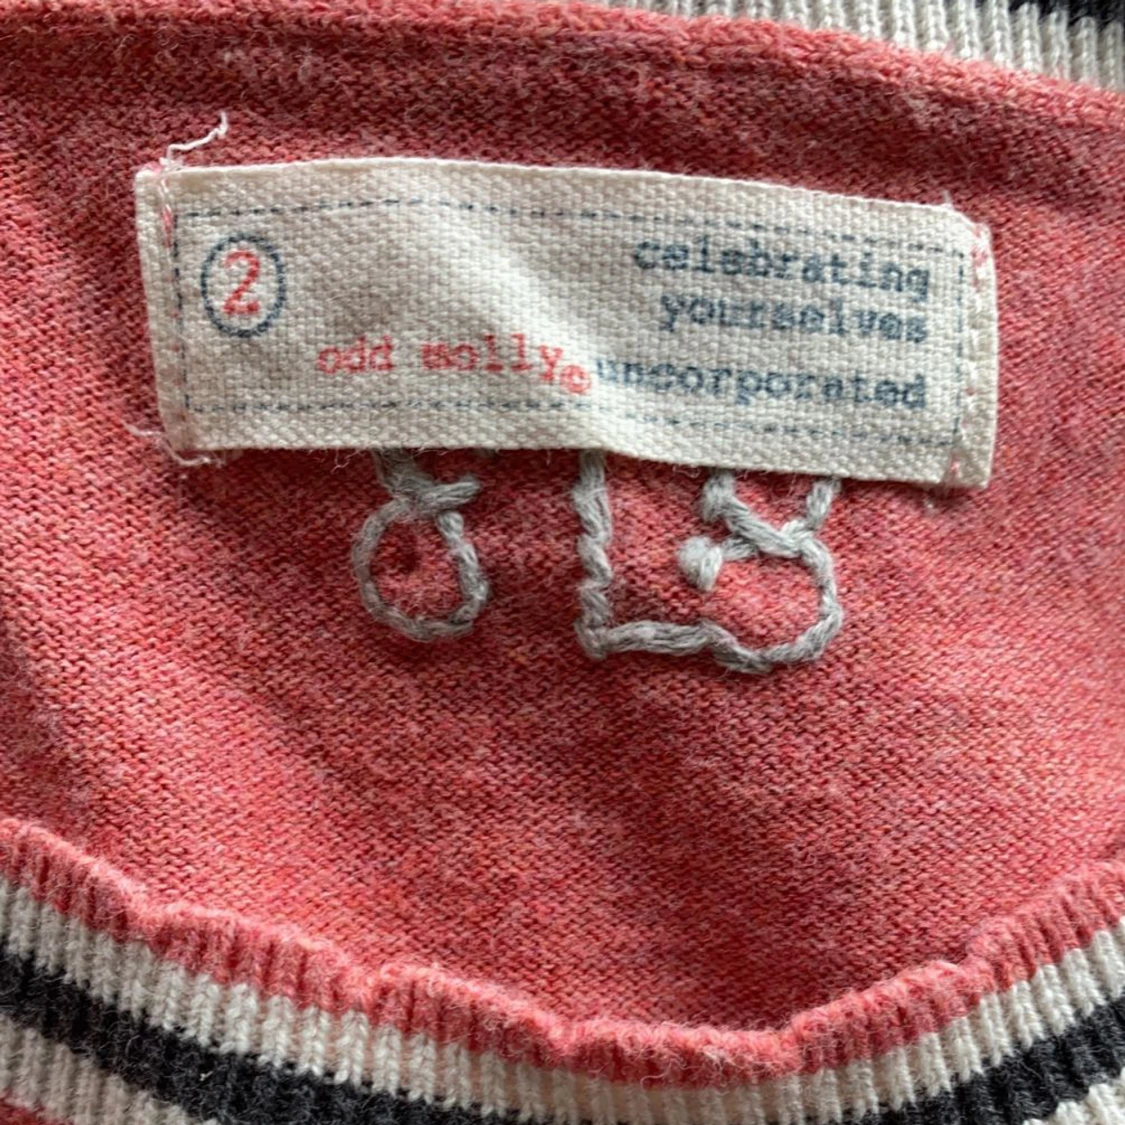 2
celebrating
yourselves
odd molly© uncorporated